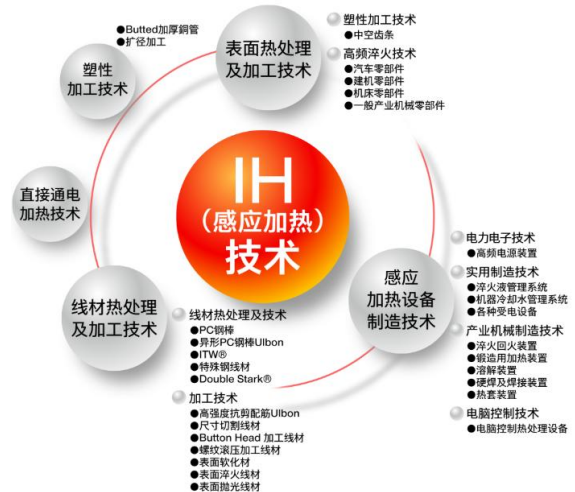 IH
(感应加热)
技术
表面热处理
及加工技术
塑性加工技术
●中空齿条
高频淬火技术
●汽车零部件
●建机零部件
●机床零部件
●一般产业机械零部件
感应
加热设备
制造技术
电力电子技术
●高频电源装置
实用制造技术
●淬火液管理系统
●机器冷却水管理系统
●各种受电设备
产业机械制造技术
●淬火回火装置
●锻造用加热装置
●溶解装置
●硬焊及焊接装置
●热套装置
电脑控制技术
●电脑控制热处理设备
线材热处理
及加工技术
线材热处理及技术
●PC钢棒
●异形PC钢棒Ulbon
●ITW®
●特殊钢线材
●Double Stark®
加工技术
●高强度抗剪配筋Ulbon
●尺寸切割线材
●Button Head 加工线材
●螺纹滚压加工线材
●表面软化材
●表面淬火线材
●表面抛光线材
直接通电
加热技术
塑性
加工技术
●Butted加厚鋼管
●扩径加工